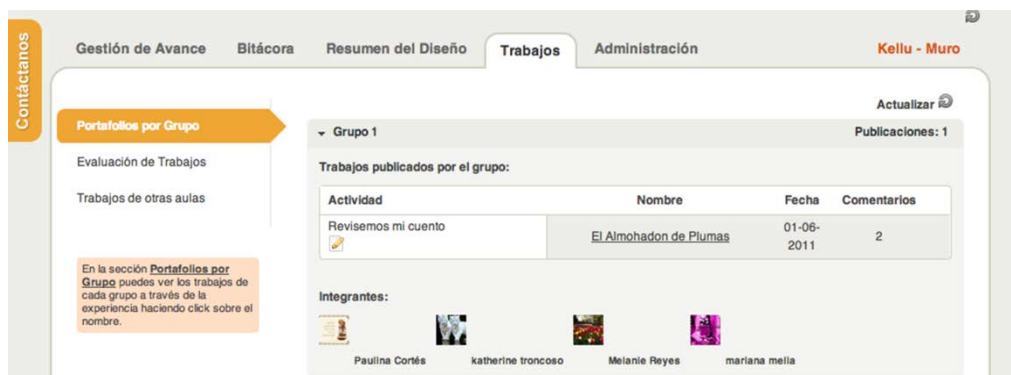 Contáctanos
Gestión de Avance Bitácora Resumen del Diseño Trabajos Administración Kellu - Muro
Actualizar
Portafolios por Grupo
Evaluación de Trabajos
Trabajos de otras aulas
En la sección Portafolios por
Grupo puedes ver los trabajos de
cada grupo a través de la
experiencia haciendo click sobre el
nombre.
Grupo 1 Publicaciones: 1
Trabajos publicados por el grupo:
Actividad Nombre Fecha Comentarios
Revisemos mi cuento El Almohadon de Plumas 01-06-
2011 2
Integrantes:
Paulina Cortés katherine troncoso Melanie Reyes mariana mella